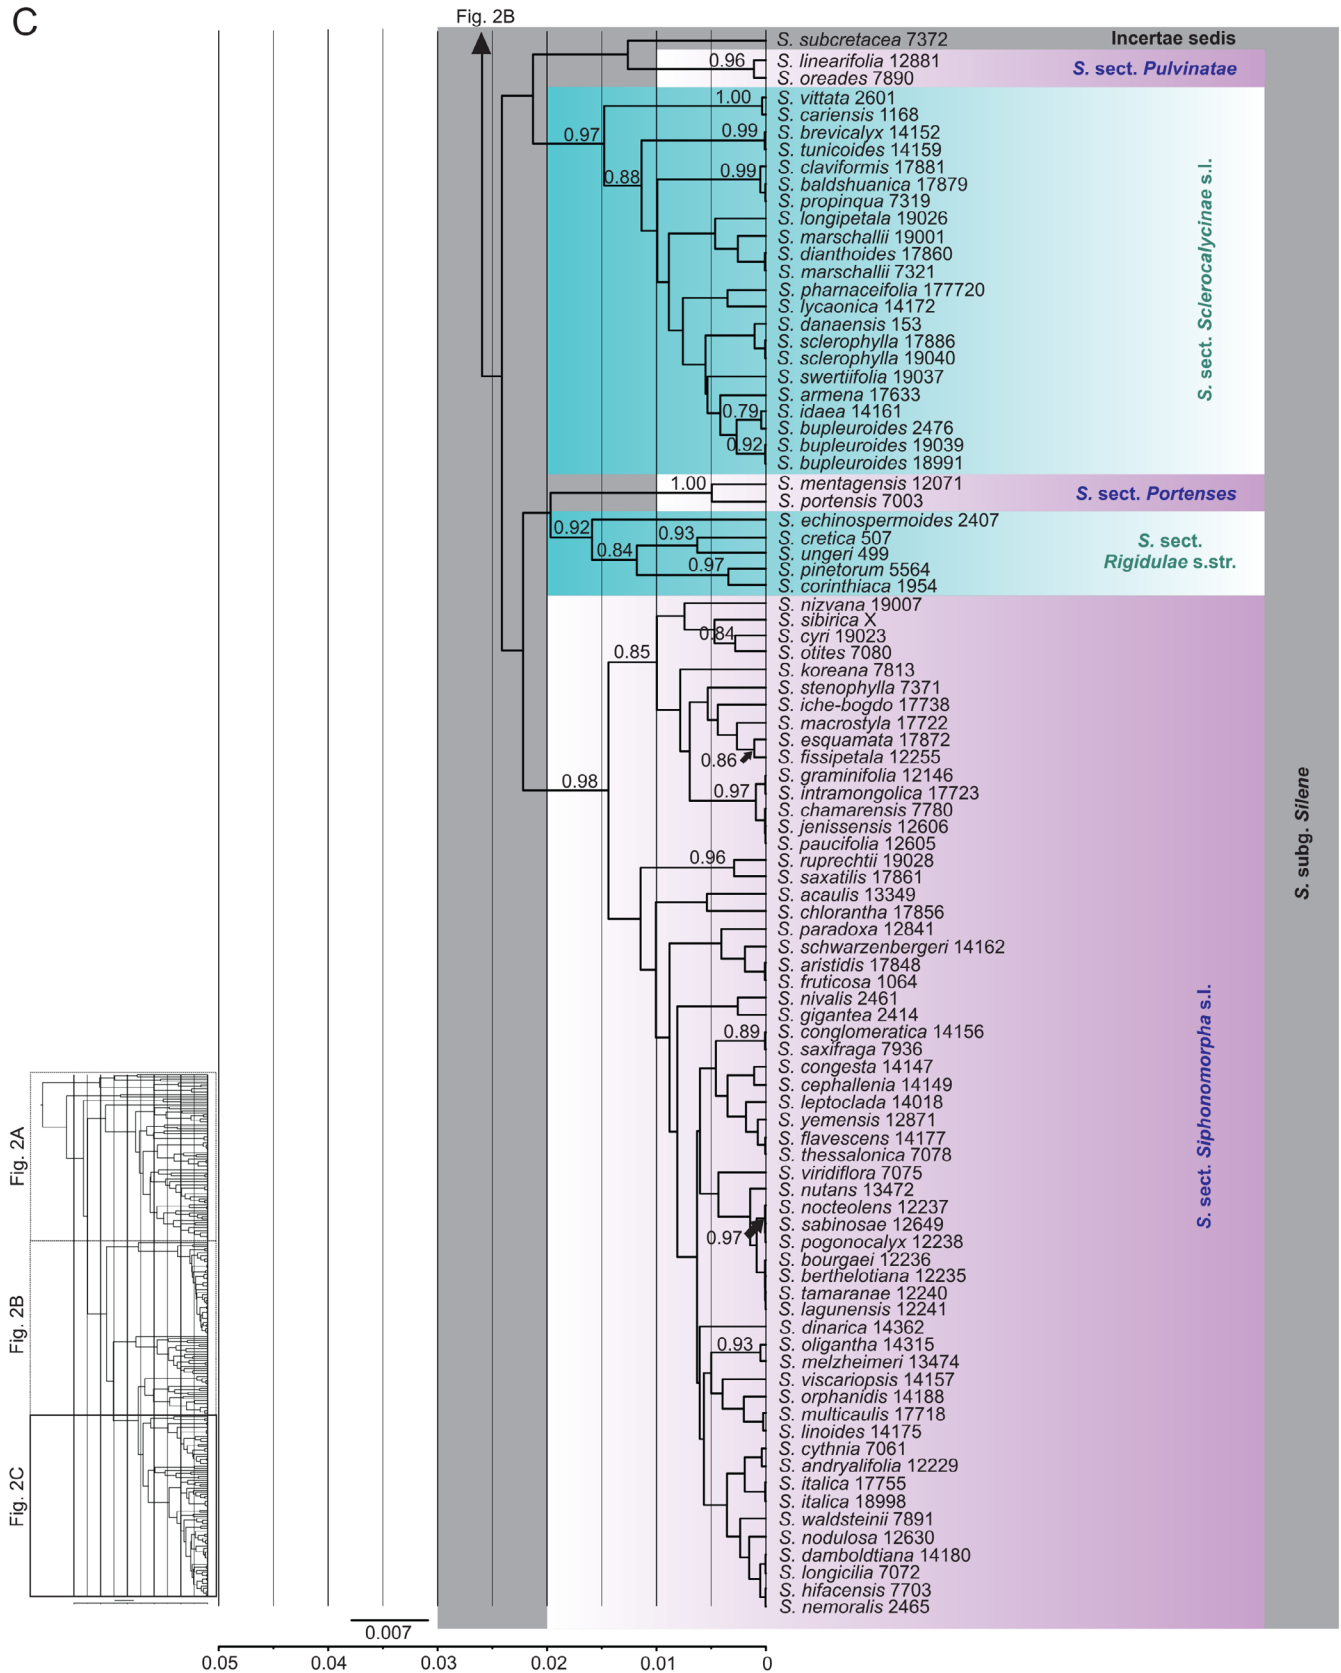 C
Fig. 2B
S. subcretacea 7372
Incertae sedis
0.96
S. linearifolia 12881
S. oreades 7890
S. sect. Pulvinatae
1.00
S. vittata 2601
S. cariensis 1168
0.97
0.99
S. brevicalyx 14152
S. tunicoides 14159
0.88
0.99
S. claviformis 17881
S. baldshuanica 17879
S. propinqua 7319
S. longipetala 19026
S. marschallii 19001
S. dianthoides 17860
S. marschallii 7321
S. pharnaceifolia 177720
S. lycaonica 14172
S. danaensis 153
S. sclerophylla 17886
S. sclerophylla 19040
S. swertiifolia 19037
S. armena 17633
0.79
S. idaea 14161
S. bupleuroides 2476
0.92
S. bupleuroides 19039
S. bupleuroides 18991
S. sect. Sclerocalycinae s.l.
1.00
S. mentagensis 12071
S. portensis 7003
S. sect. Portenses
0.92
S. echinospermoides 2407
0.93
S. cretica 507
0.84
S. ungeri 499
0.97
S. pinetorum 5564
S. corinthiaca 1954
S. sect.
Rigidulae s.str.
S. nizvana 19007
S. sibirica X
0.84
S. cyri 19023
S. otites 7080
0.85
S. koreana 7813
S. stenophylla 7371
S. iche-bogdo 17738
S. macrostyla 17722
S. esquamata 17872
0.86
S. fissipetala 12255
0.98
S. graminifolia 12146
0.97
S. intramongolica 17723
S. chamarensis 7780
S. jenissensis 12606
S. paucifolia 12605
0.96
S. ruprechtii 19028
S. saxatilis 17861
S. acaulis 13349
S. chlorantha 17856
S. paradoxa 12841
S. schwarzenbergeri 14162
S. aristidis 17848
S. fruticosa 1064
S. nivalis 2461
S. gigantea 2414
0.89
S. conglomeratica 14156
S. saxifraga 7936
S. congesta 14147
S. cephallenia 14149
S. leptoclada 14018
S. yemensis 12871
S. flavescens 14177
S. thessalonica 7078
S. viridiflora 7075
S. nutans 13472
S. nocteolens 12237
S. sabinosae 12649
0.97
S. pogonocalyx 12238
S. bourgaei 12236
S. berthelotiana 12235
S. tamaranae 12240
S. lagunensis 12241
S. dinarica 14362
0.93
S. oligantha 14315
S. melzheimeri 13474
S. viscariopsis 14157
S. orphanidis 14188
S. multicaulis 17718
S. linoides 14175
S. cythnia 7061
S. andryalifolia 12229
S. italica 17755
S. italica 18998
S. waldsteinii 7891
S. nodulosa 12630
S. damboldtiana 14180
S. longicilia 7072
S. hifacensis 7703
S. nemoralis 2465
S. sect. Siphonomorpha s.l.
S. subg. Silene
Fig. 2A
Fig. 2B
Fig. 2C
0.007
0.05 0.04 0.03 0.02 0.01 0